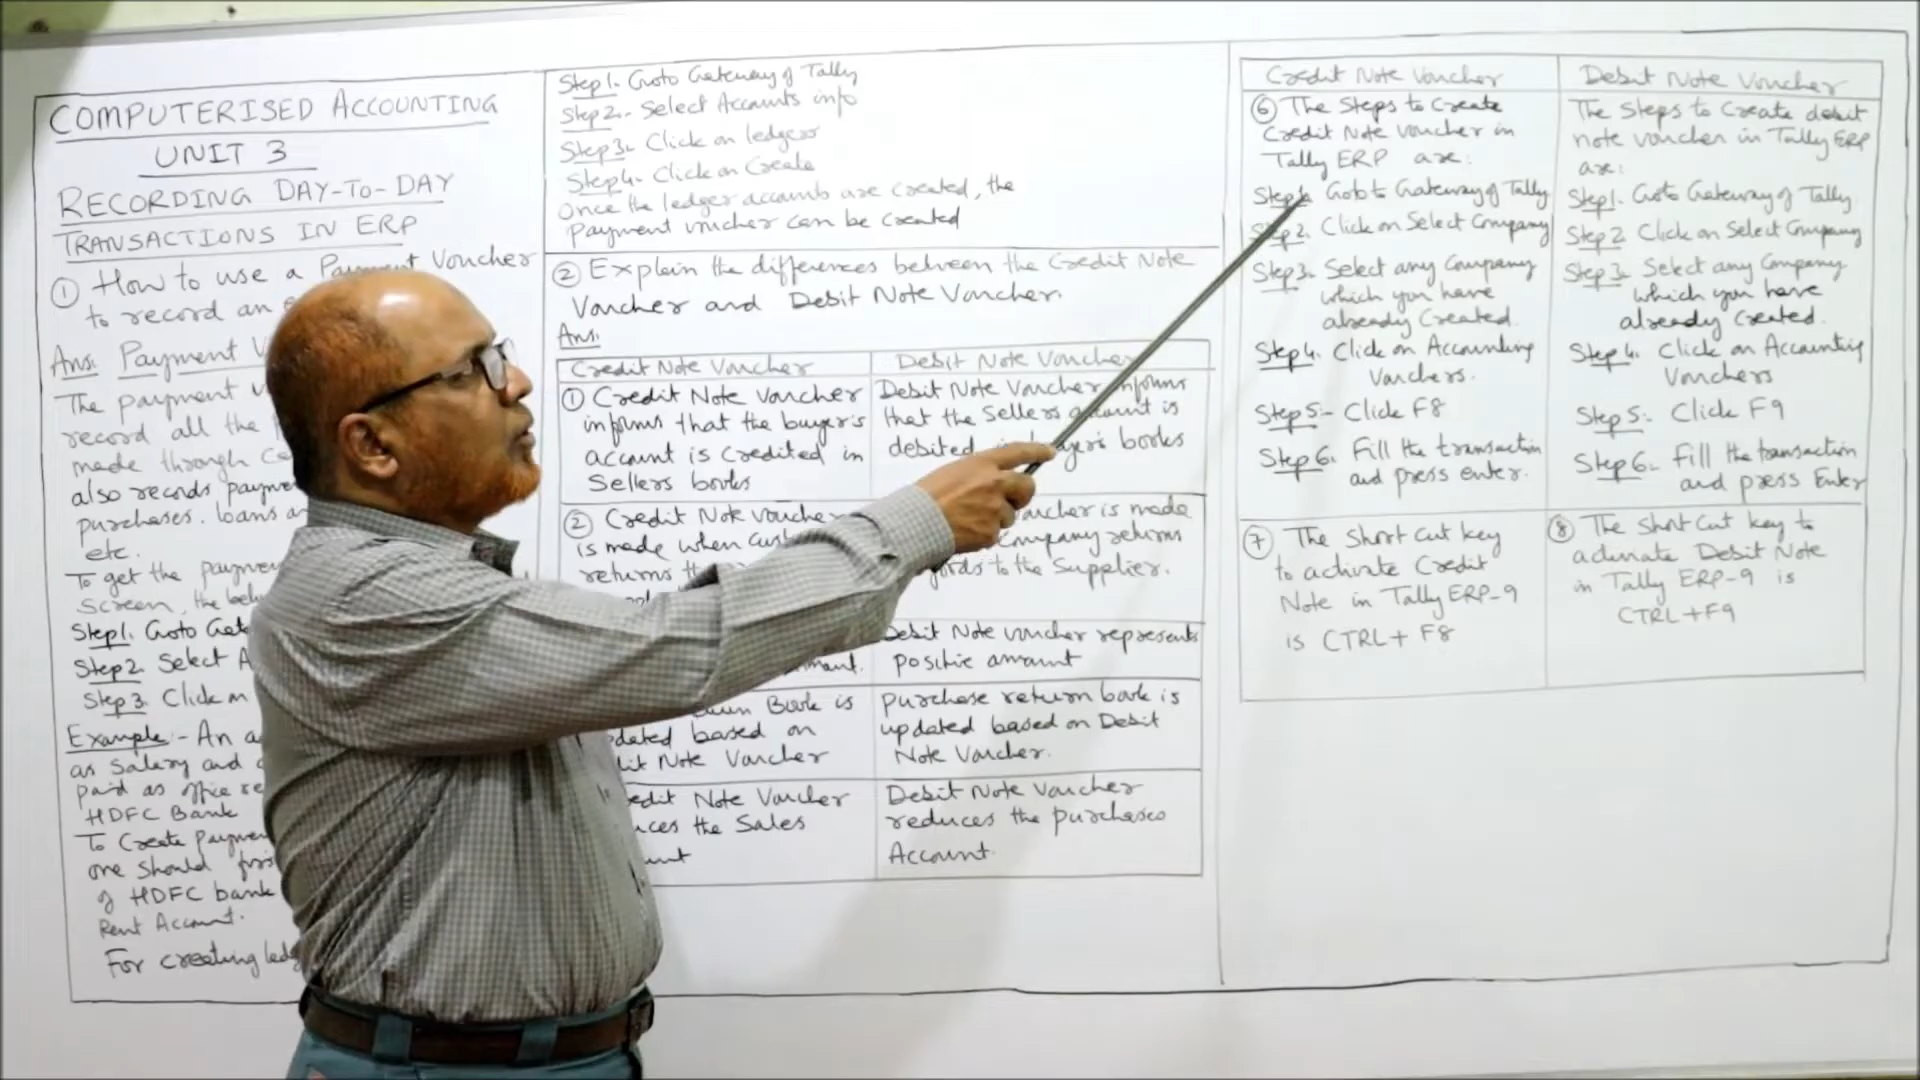 COMPUTERISED ACCOUNTING
UNIT 3
RECORDING DAY-TO-DAY
TRANSACTIONS IN ERP
① How to use a Payment Voucher
to record an
Ans: Payment
The payment
record all the
made through
also records
purchases. loans
etc.
To get the payment
Screen, the
Step1. Goto
Step2. Select
Step 3. Click on
Example:- An
as Salary and
paid as office
HDFC Bank
To Create
one should
of HDFC bank
Rent Account.
For creating
Step1. Goto Gateway of Tally
Step2.- Select Accounts info
Step3. Click on ledgers
Step4. Click on Create
Once the ledger accounts are created, the
payment voucher can be created
② Explain the differences between the Credit Note
Voucher and Debit Note Voucher.
Ans:
Credit Note Voucher
① Credit Note Voucher
informs that the buyer's
account is Credited in
Sellers books
② Credit Note Voucher
is made when
returns
amount.
Book is
based on
Note Voucher
Note Voucher
the Sales
Debit Note Voucher
Debit Note Voucher informs
that the Sellers account is
debited in buyer's books
is made
Company returns
to the Supplier.
Debit Note voucher represents
positive amount
Purchase return book is
updated based on Debit
Note Voucher.
Debit Note Voucher
reduces the purchases
Account.
Credit Note Voucher
⑥ The Steps to Create
Credit Note Voucher in
Tally ERP are:
Step1. Goto Gateway of Tally
Step2. Click on Select Company
Step3. Select any Company
which you have
already Created.
Step4. Click on Accounting
Vouchers.
Step5:- Click F8
Step6. Fill the transaction
and press enter.
⑦ The Short cut key
to activate Credit
Note in Tally ERP-9
is CTRL+ F8
Debit Note Voucher
The Steps to Create debit
note voucher in Tally ERP
are:
Step1. Goto Gateway of Tally
Step2 Click on Select Company
Step3. Select any Company
which you have
already Created.
Step4. Click on Accounting
Vouchers
Step5:- Click F9
Step6- Fill the transaction
and press Enter
⑧ The Short cut key to
Debit Note
in Tally ERP-9 is
CTRL+F9